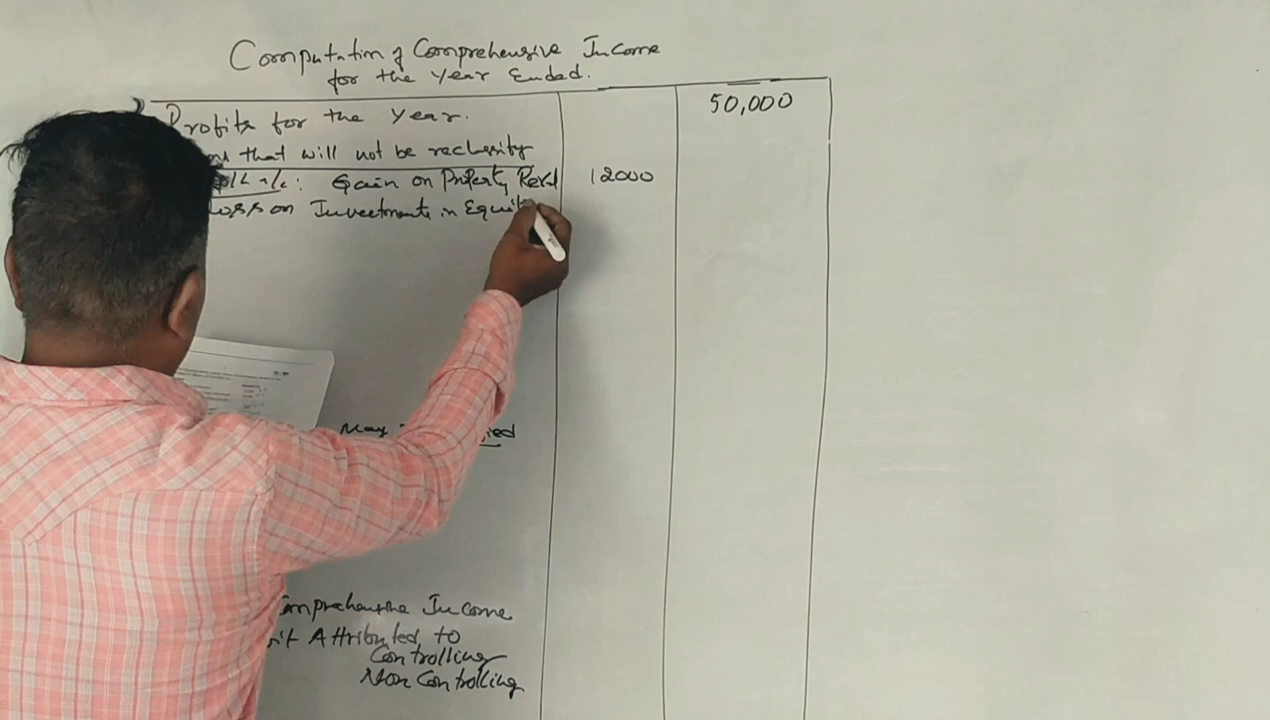 Computation of Comprehensive Income
for the Year Ended.
Profits for the Year. 50,000
that will not be reclassify
P/L a/c: Gain on Property Reval 12000
Loss on Investments in Equit
May
Comprehensive Income
Attributed to
Controlling
Non Controlling